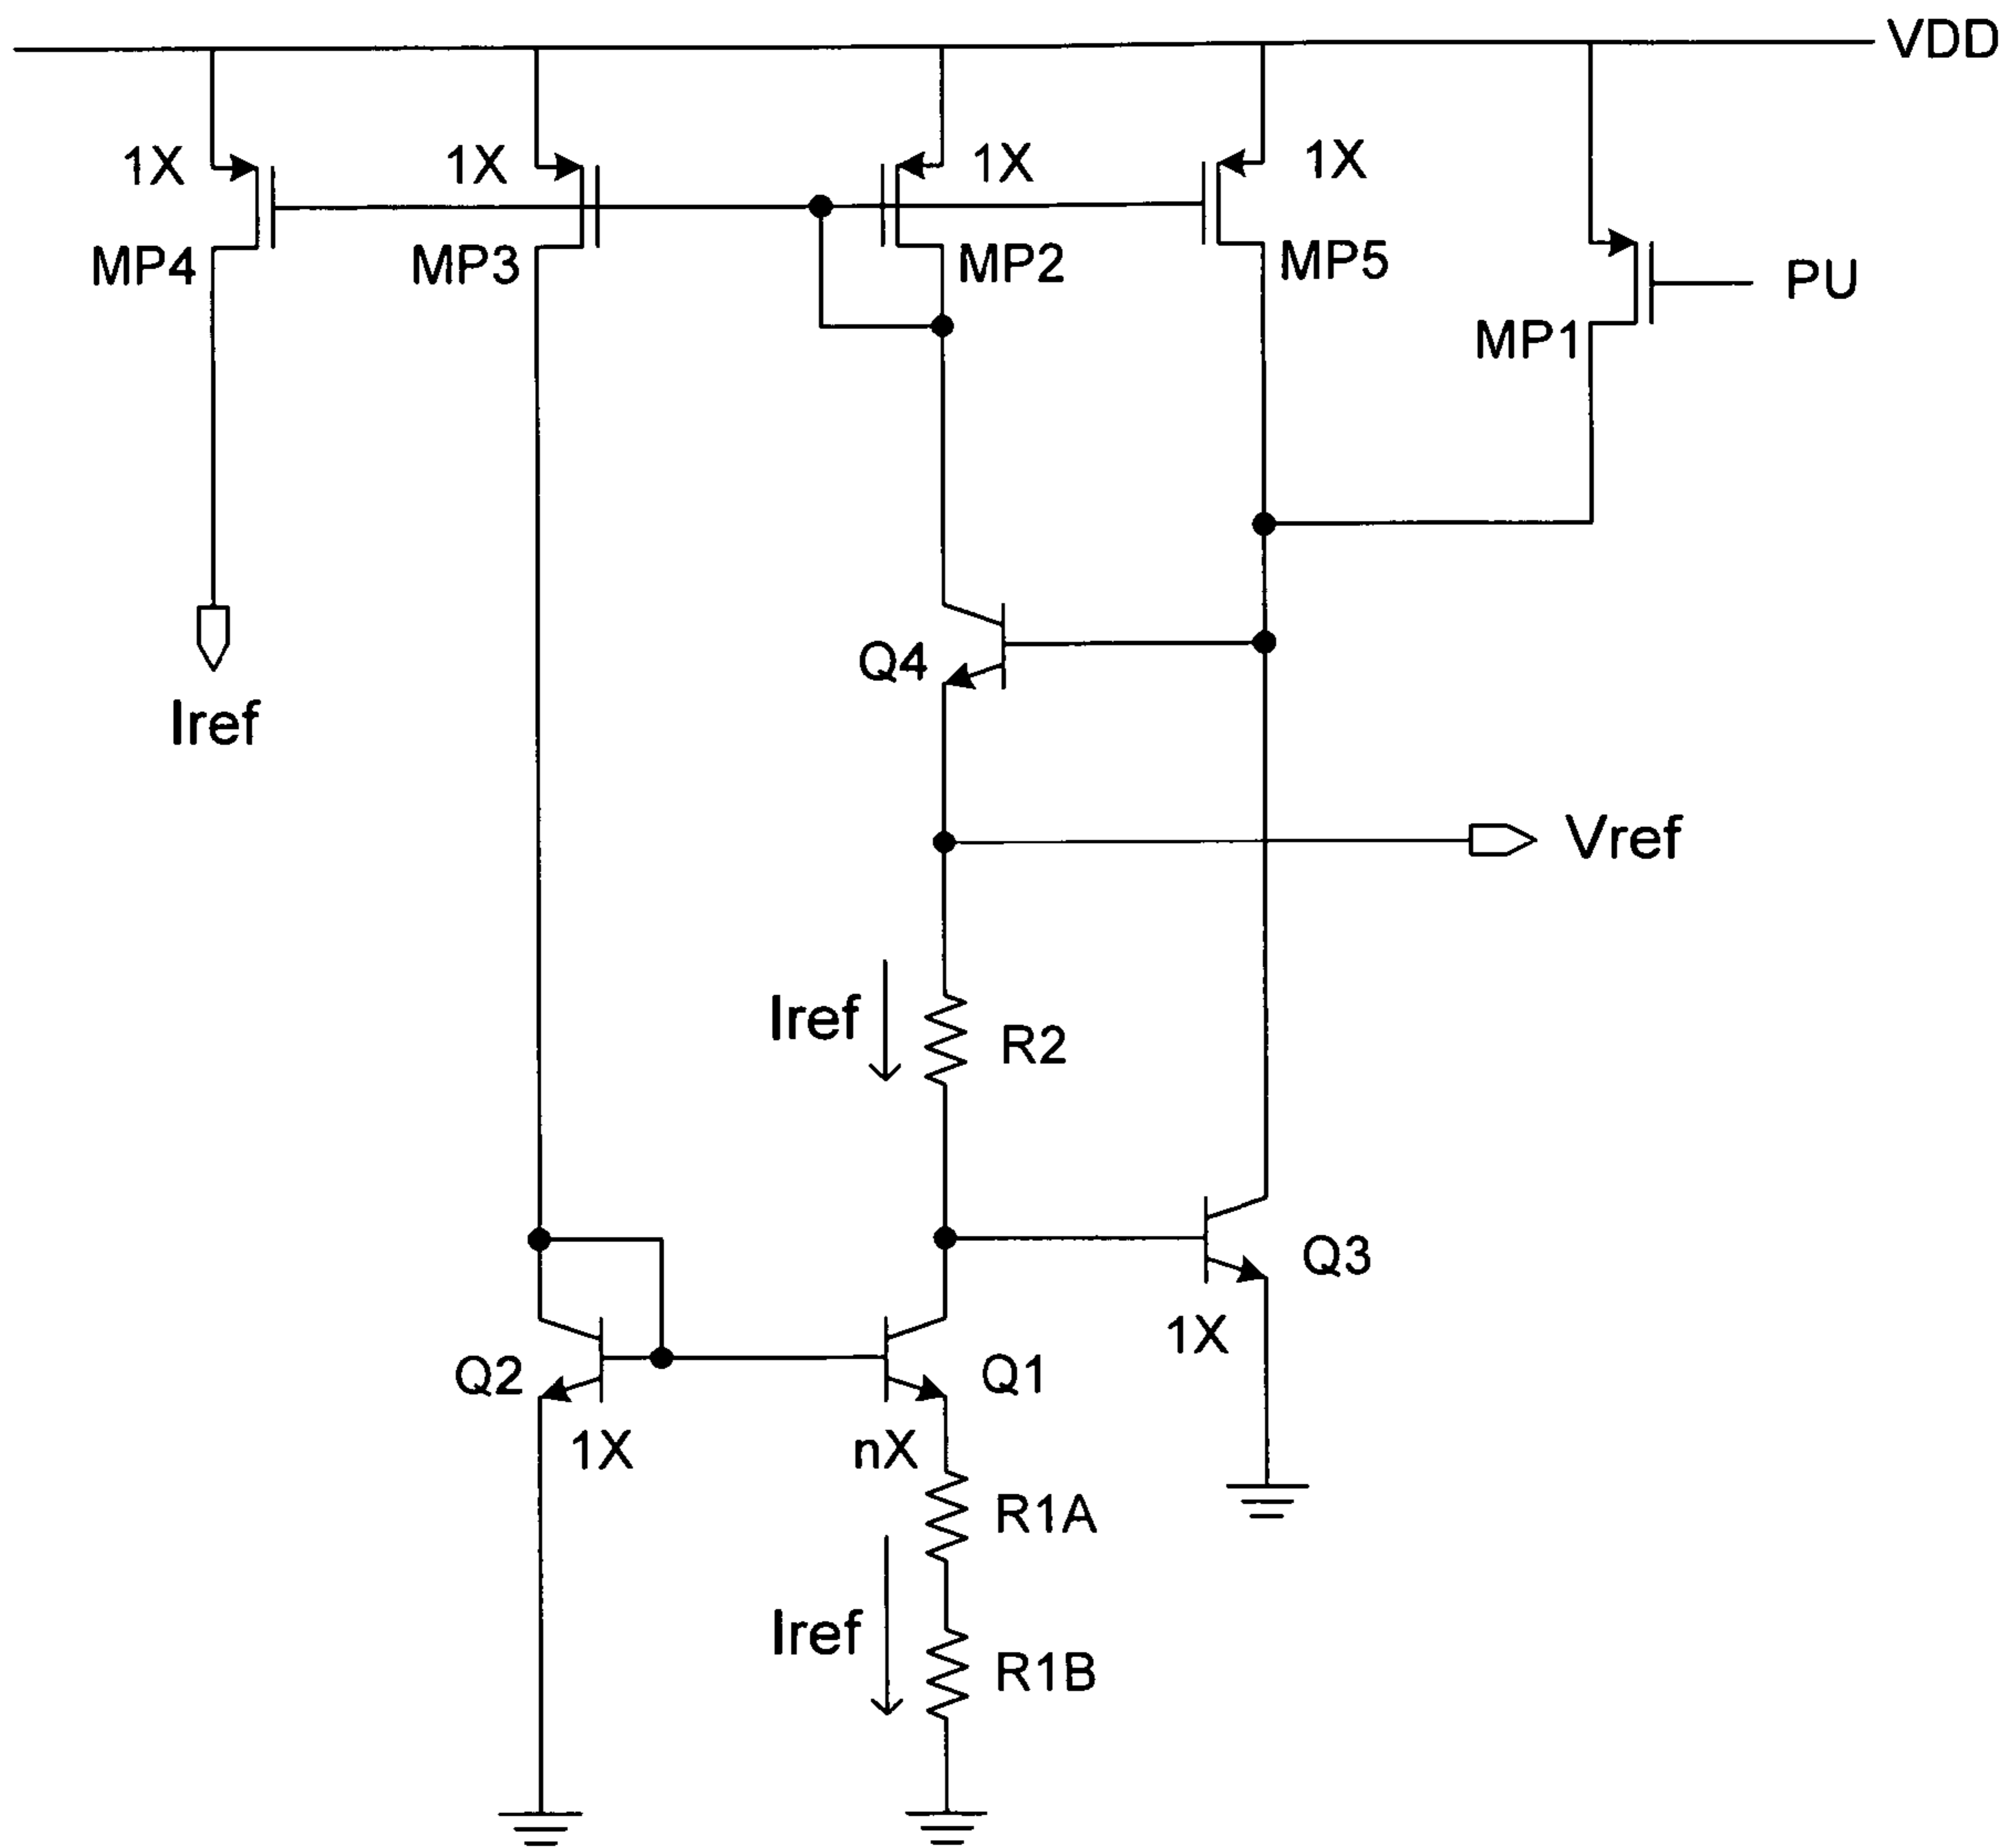 VDD
1X
1X
1X
1X
MP4
MP3
MP2
MP5
PU
MP1
Q4
Iref
Vref
Iref
R2
Q3
1X
Q2
Q1
1X
nX
R1A
Iref
R1B